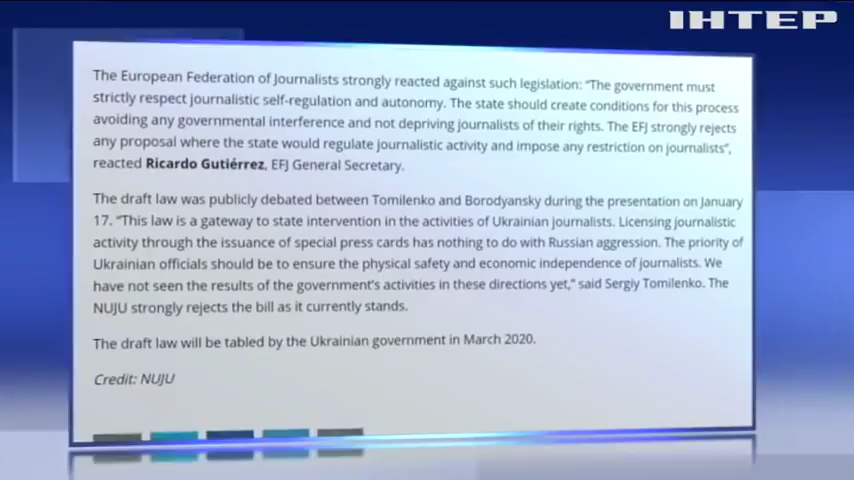 ІНТЕР
The European Federation of Journalists strongly reacted against such legislation: “The government must
strictly respect journalistic self-regulation and autonomy. The state should create conditions for this process
avoiding any governmental interference and not depriving journalists of their rights. The EFJ strongly rejects
any proposal where the state would regulate journalistic activity and impose any restriction on journalists”,
reacted Ricardo Gutiérrez, EFJ General Secretary.
The draft law was publicly debated between Tomilenko and Borodyansky during the presentation on January
17. “This law is a gateway to state intervention in the activities of Ukrainian journalists. Licensing journalistic
activity through the issuance of special press cards has nothing to do with Russian aggression. The priority of
Ukrainian officials should be to ensure the physical safety and economic independence of journalists. We
have not seen the results of the government’s activities in these directions yet,” said Sergiy Tomilenko. The
NUJU strongly rejects the bill as it currently stands.
The draft law will be tabled by the Ukrainian government in March 2020.
Credit: NUJU